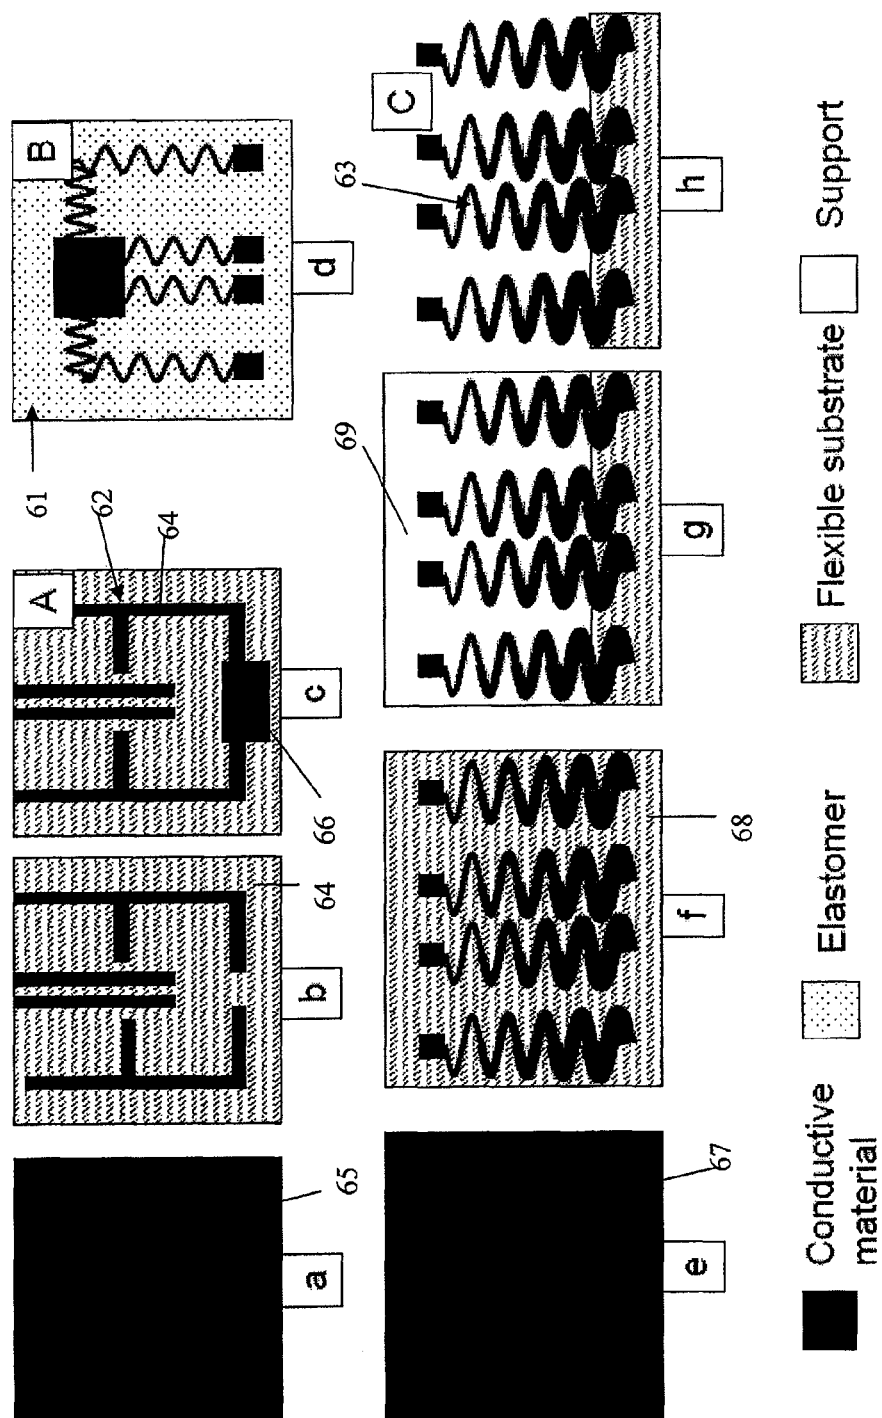 a
65
b
64
c
A
62
64
66
d
B
61
e
67
f
68
g
69
h
C
63
Conductive
material
Elastomer
Flexible substrate
Support